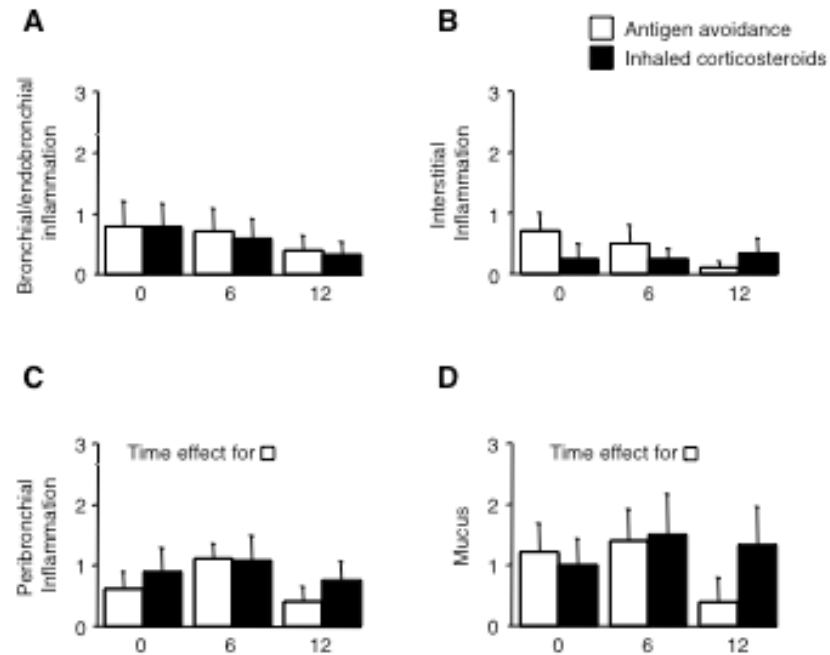 A
B
Antigen avoidance
Inhaled corticosteroids
Bronchial/endobronchial
inflammation
3
2
1
0
0 6 12
Interstitial
Inflammation
3
2
1
0
0 6 12
C
D
Time effect for
Peribronchial
Inflammation
3
2
1
0
0 6 12
Time effect for
Mucus
3
2
1
0
0 6 12